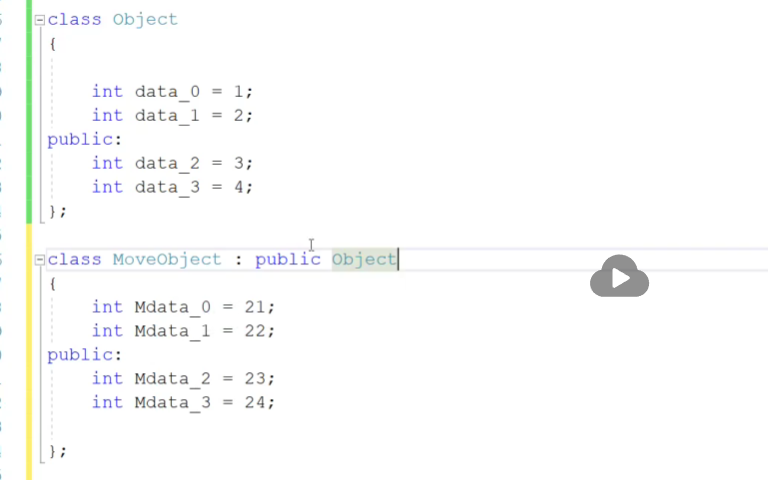 class Object
{
int data_0 = 1;
int data_1 = 2;
public:
int data_2 = 3;
int data_3 = 4;
};
class MoveObject : public Object
{
int Mdata_0 = 21;
int Mdata_1 = 22;
public:
int Mdata_2 = 23;
int Mdata_3 = 24;
};